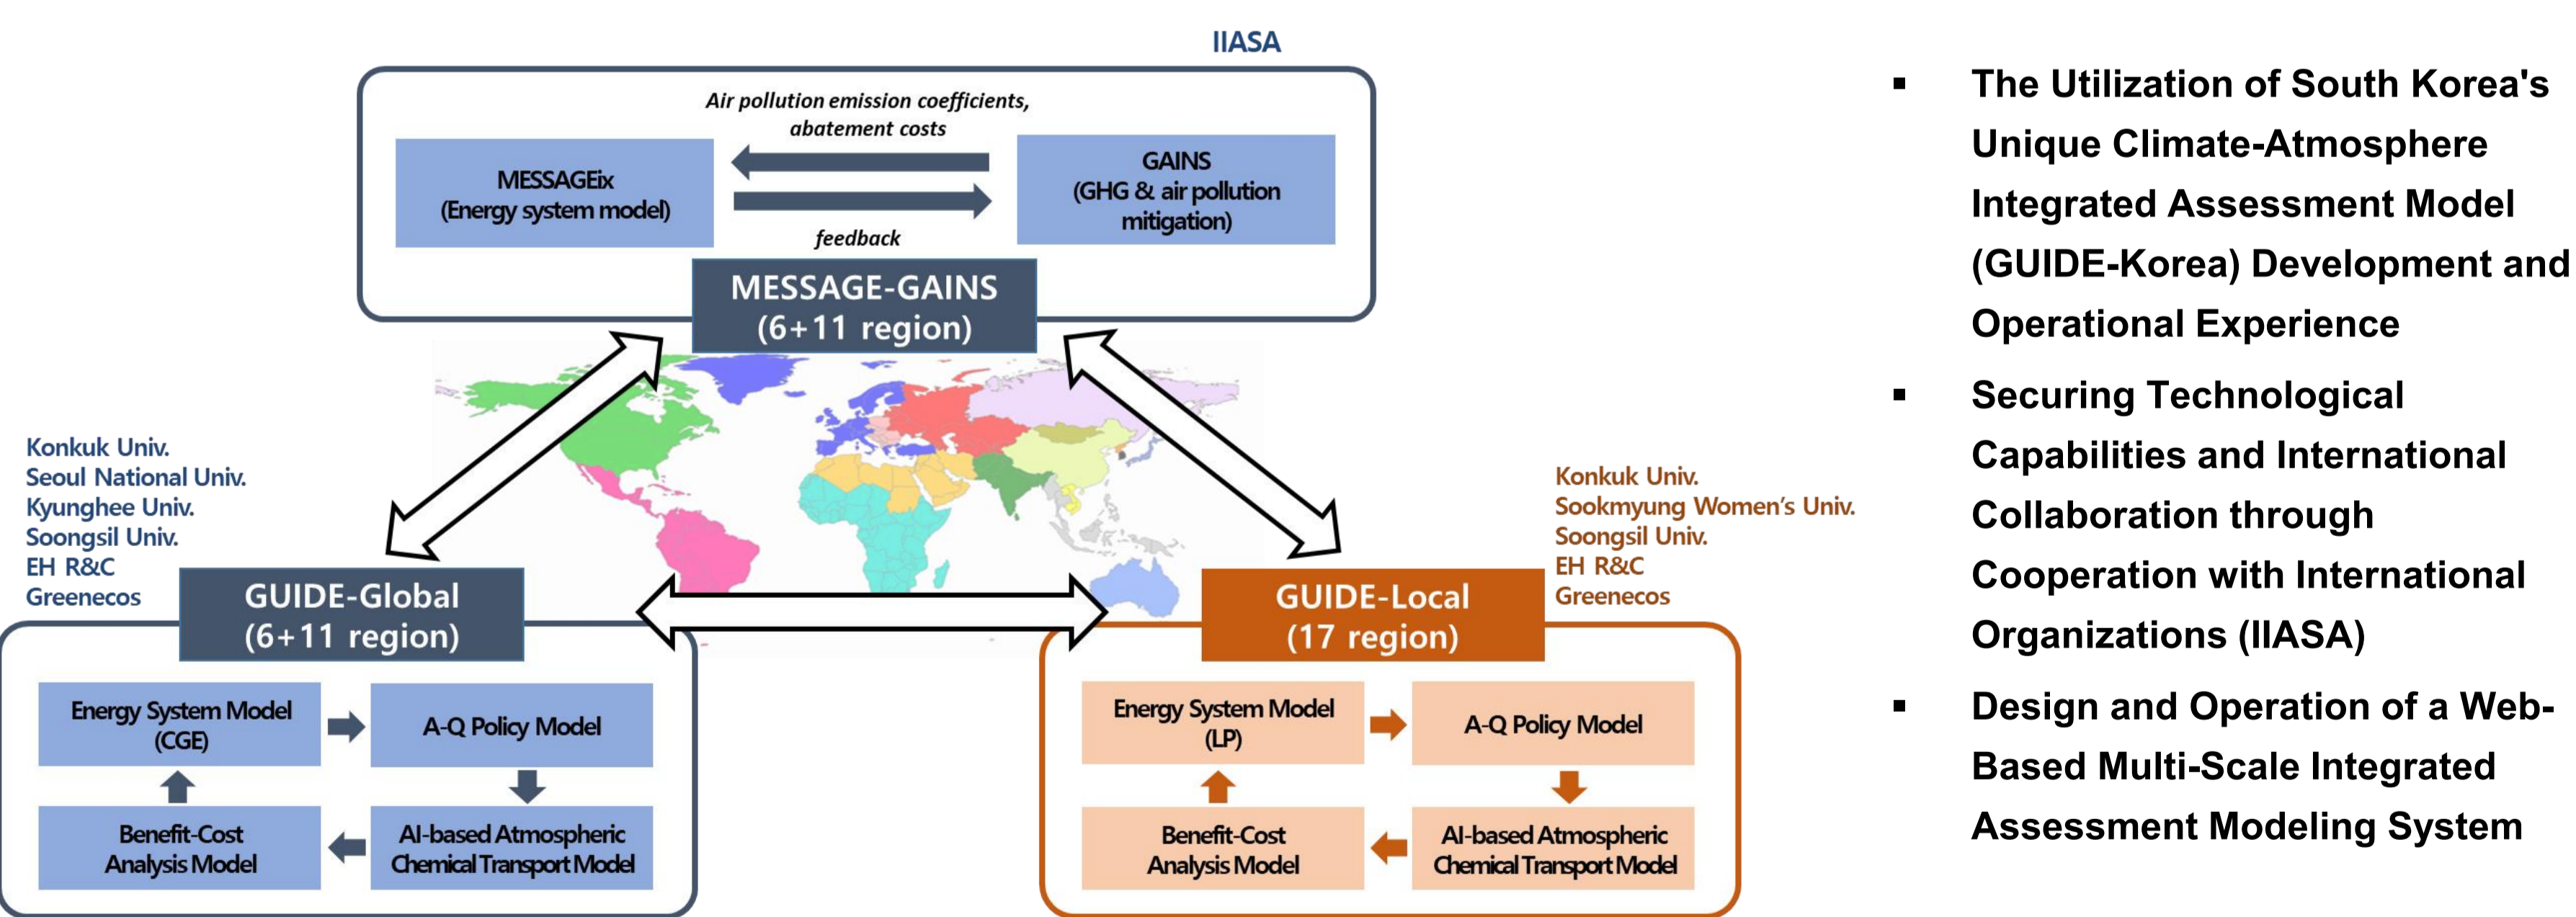 IIASA
Air pollution emission coefficients,
abatement costs
MESSAGEix
(Energy system model)
GAINS
(GHG & air pollution
mitigation)
feedback
MESSAGE-GAINS
(6+11 region)
Konkuk Univ.
Seoul National Univ.
Kyunghee Univ.
Soongsil Univ.
EH R&C
Greenecos
GUIDE-Global
(6+11 region)
Energy System Model
(CGE)
A-Q Policy Model
Benefit-Cost
Analysis Model
AI-based Atmospheric
Chemical Transport Model
Konkuk Univ.
Sookmyung Women's Univ.
Soongsil Univ.
EH R&C
Greenecos
GUIDE-Local
(17 region)
Energy System Model
(LP)
A-Q Policy Model
Benefit-Cost
Analysis Model
AI-based Atmospheric
Chemical Transport Model
▪ The Utilization of South Korea's
Unique Climate-Atmosphere
Integrated Assessment Model
(GUIDE-Korea) Development and
Operational Experience
▪ Securing Technological
Capabilities and International
Collaboration through
Cooperation with International
Organizations (IIASA)
▪ Design and Operation of a Web-
Based Multi-Scale Integrated
Assessment Modeling System